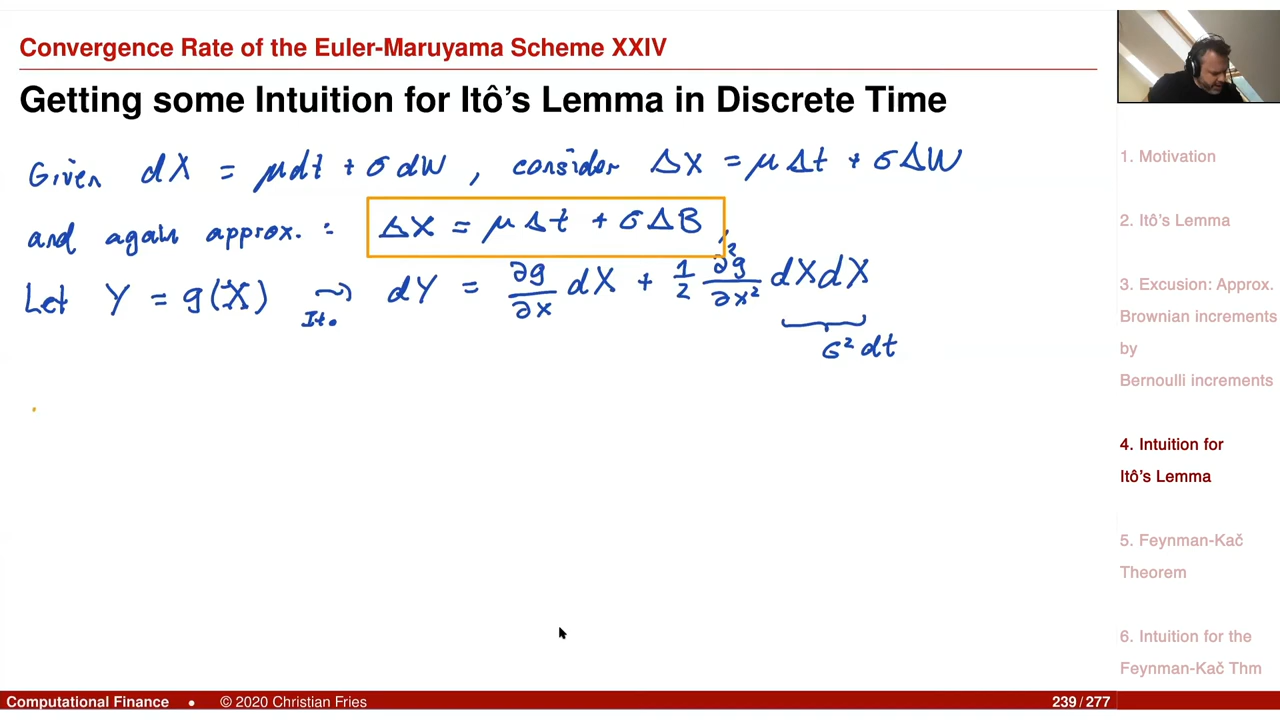 Convergence Rate of the Euler-Maruyama Scheme XXIV
Getting some Intuition for Itô's Lemma in Discrete Time
Given dX = μdt + σdW, consider ΔX = μΔt + σΔW
and again approx.: ΔX = μΔt + σΔB,
Let Y = g(X) ⇝ Ito dY = ∂g/∂x dX + 1/2 ∂²g/∂x² dXdX
σ²dt
1. Motivation
2. Itô's Lemma
3. Excusion: Approx.
Brownian increments
by
Bernoulli increments
4. Intuition for
Itô's Lemma
5. Feynman-Kač
Theorem
6. Intuition for the
Feynman-Kač Thm
Computational Finance • © 2020 Christian Fries 239 / 277